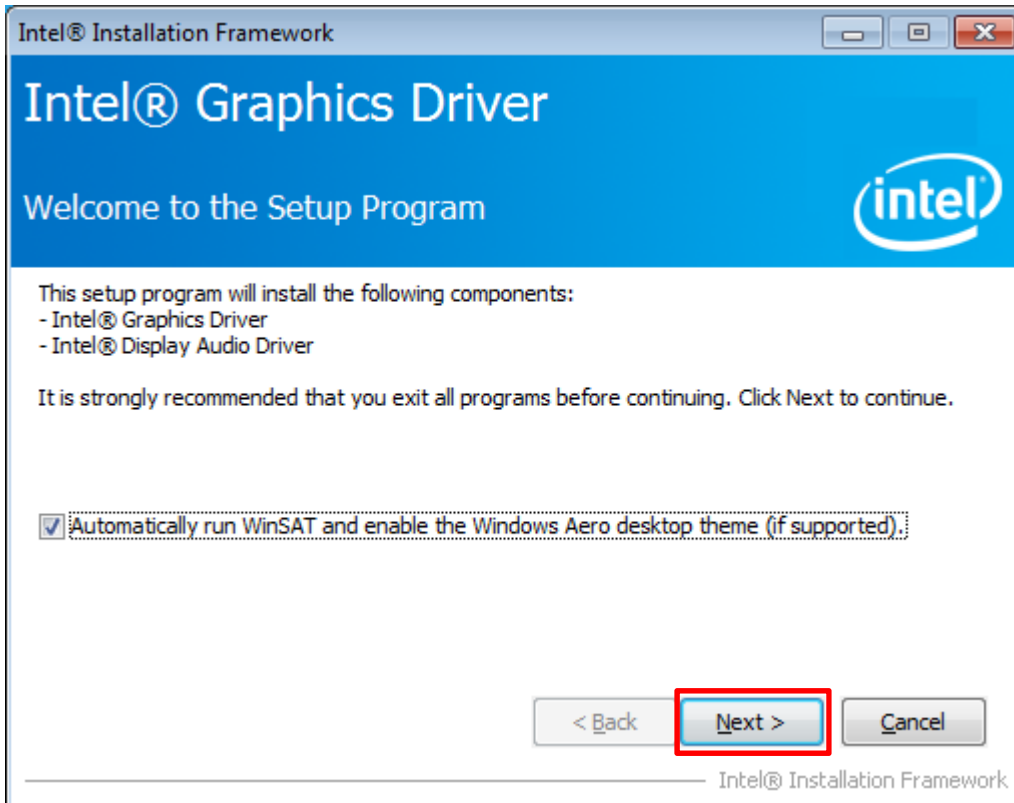 Intel® Installation Framework
Intel® Graphics Driver
Welcome to the Setup Program
intel
This setup program will install the following components:
- Intel® Graphics Driver
- Intel® Display Audio Driver
It is strongly recommended that you exit all programs before continuing. Click Next to continue.
Automatically run WinSAT and enable the Windows Aero desktop theme (if supported).
< Back
Next >
Cancel
Intel® Installation Framework